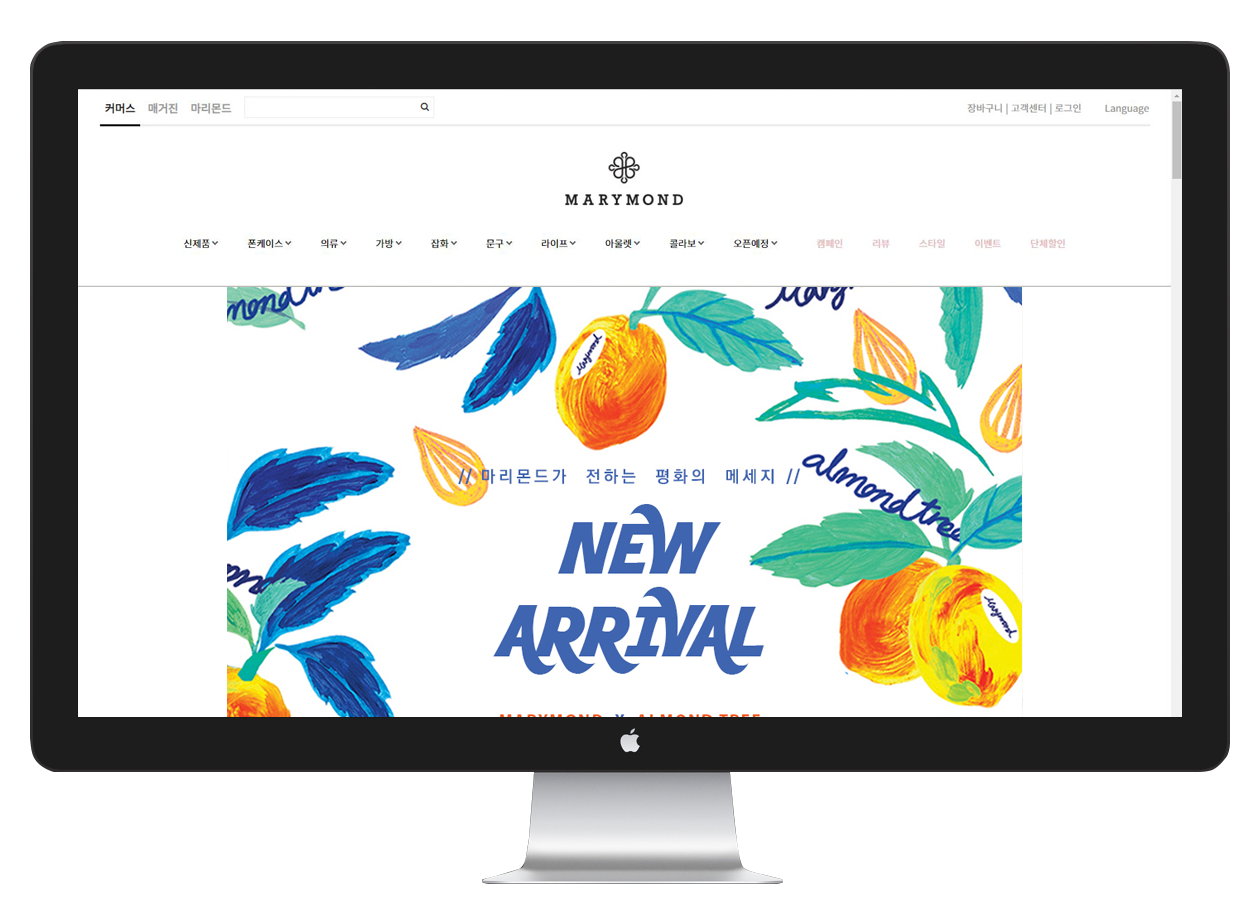 커머스 매거진 마리몬드
장바구니 | 고객센터 | 로그인 Language
MARYMOND
신제품 폰케이스 의류 가방 잡화 문구 라이프 아울렛 콜라보 오픈예정 캠페인 리뷰 스타일 이벤트 단체할인
marymond
almond tree
// 마리몬드가 전하는 평화의 메세지 //
NEW
ARRIVAL
marymond
MARYMOND X ALMOND TREE